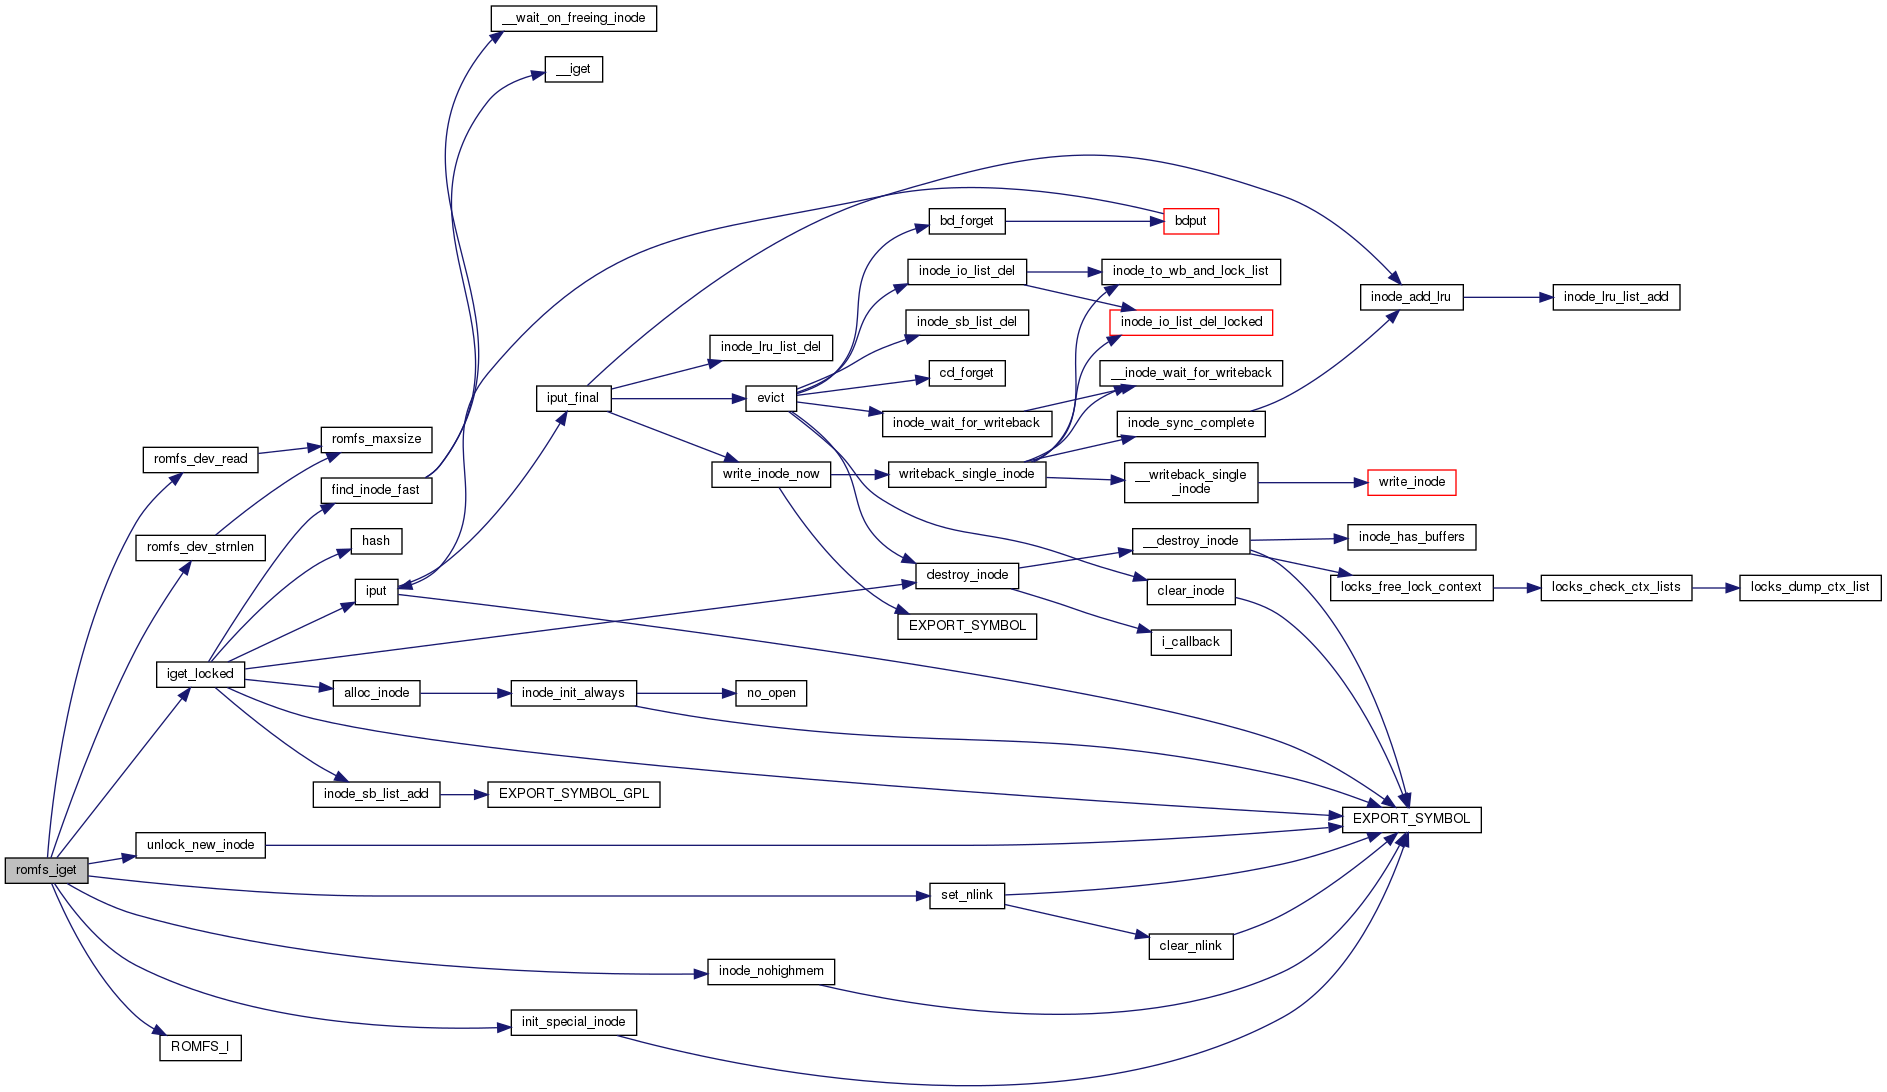 __wait_on_freeing_inode
__iget
bd_forget
bdput
inode_io_list_del
inode_to_wb_and_lock_list
inode_add_lru
inode_lru_list_add
inode_sb_list_del
inode_io_list_del_locked
inode_lru_list_del
cd_forget
__inode_wait_for_writeback
iput_final
evict
inode_wait_for_writeback
inode_sync_complete
romfs_maxsize
romfs_dev_read
write_inode_now
writeback_single_inode
__writeback_single
_inode
write_inode
find_inode_fast
romfs_dev_strnlen
hash
__destroy_inode
inode_has_buffers
iput
destroy_inode
clear_inode
locks_free_lock_context
locks_check_ctx_lists
locks_dump_ctx_list
EXPORT_SYMBOL
i_callback
iget_locked
alloc_inode
inode_init_always
no_open
inode_sb_list_add
EXPORT_SYMBOL_GPL
EXPORT_SYMBOL
unlock_new_inode
romfs_iget
set_nlink
clear_nlink
inode_nohighmem
init_special_inode
ROMFS_I